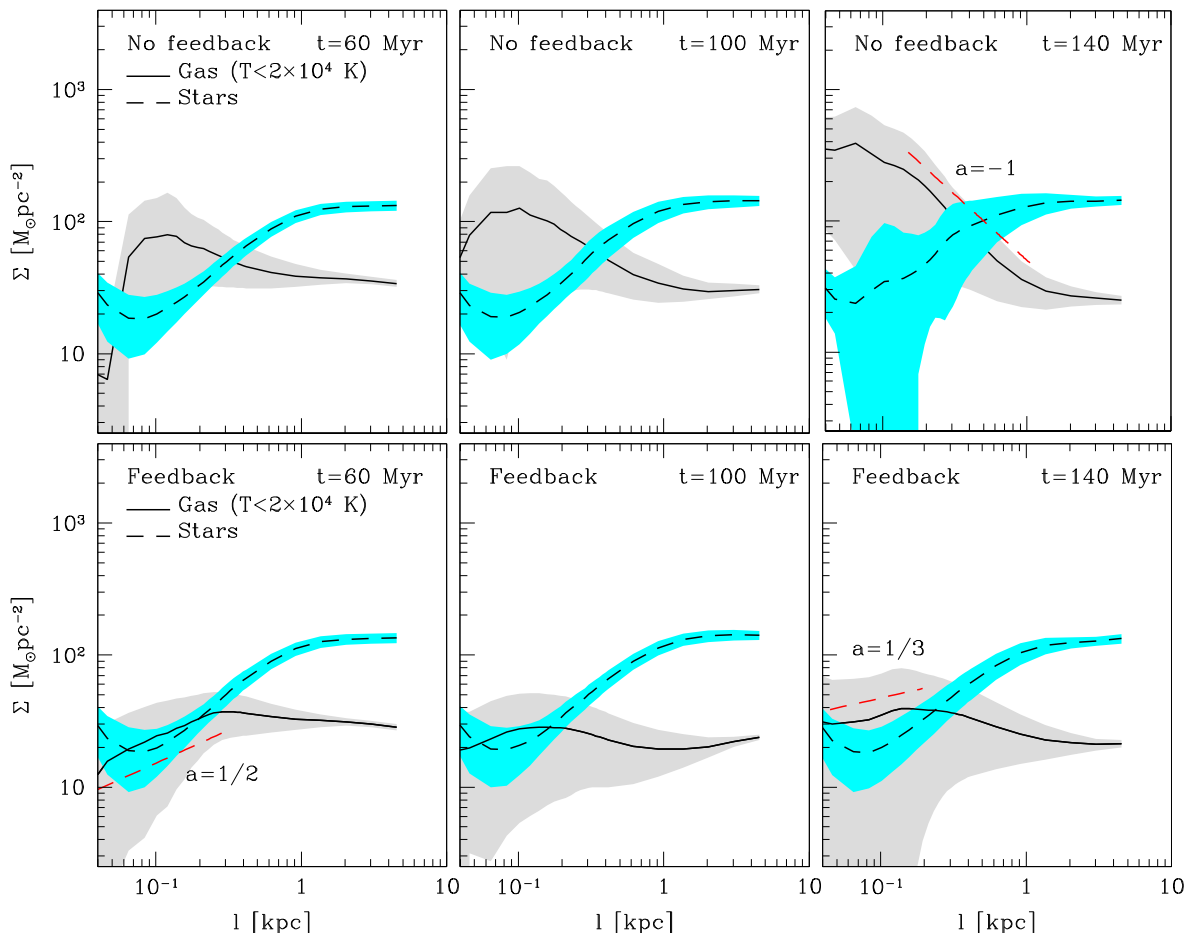 No feedback t=60 Myr
Gas (T<2×10⁴ K)
Stars
No feedback t=100 Myr
No feedback t=140 Myr
a=−1
10³
10²
10
Σ [M⊙pc⁻²]
Feedback t=60 Myr
Gas (T<2×10⁴ K)
Stars
a=1/2
Feedback t=100 Myr
Feedback t=140 Myr
a=1/3
10³
10²
10
Σ [M⊙pc⁻²]
10⁻¹ 1 10⁻¹ 1 10⁻¹ 1 10
l [kpc] l [kpc] l [kpc]